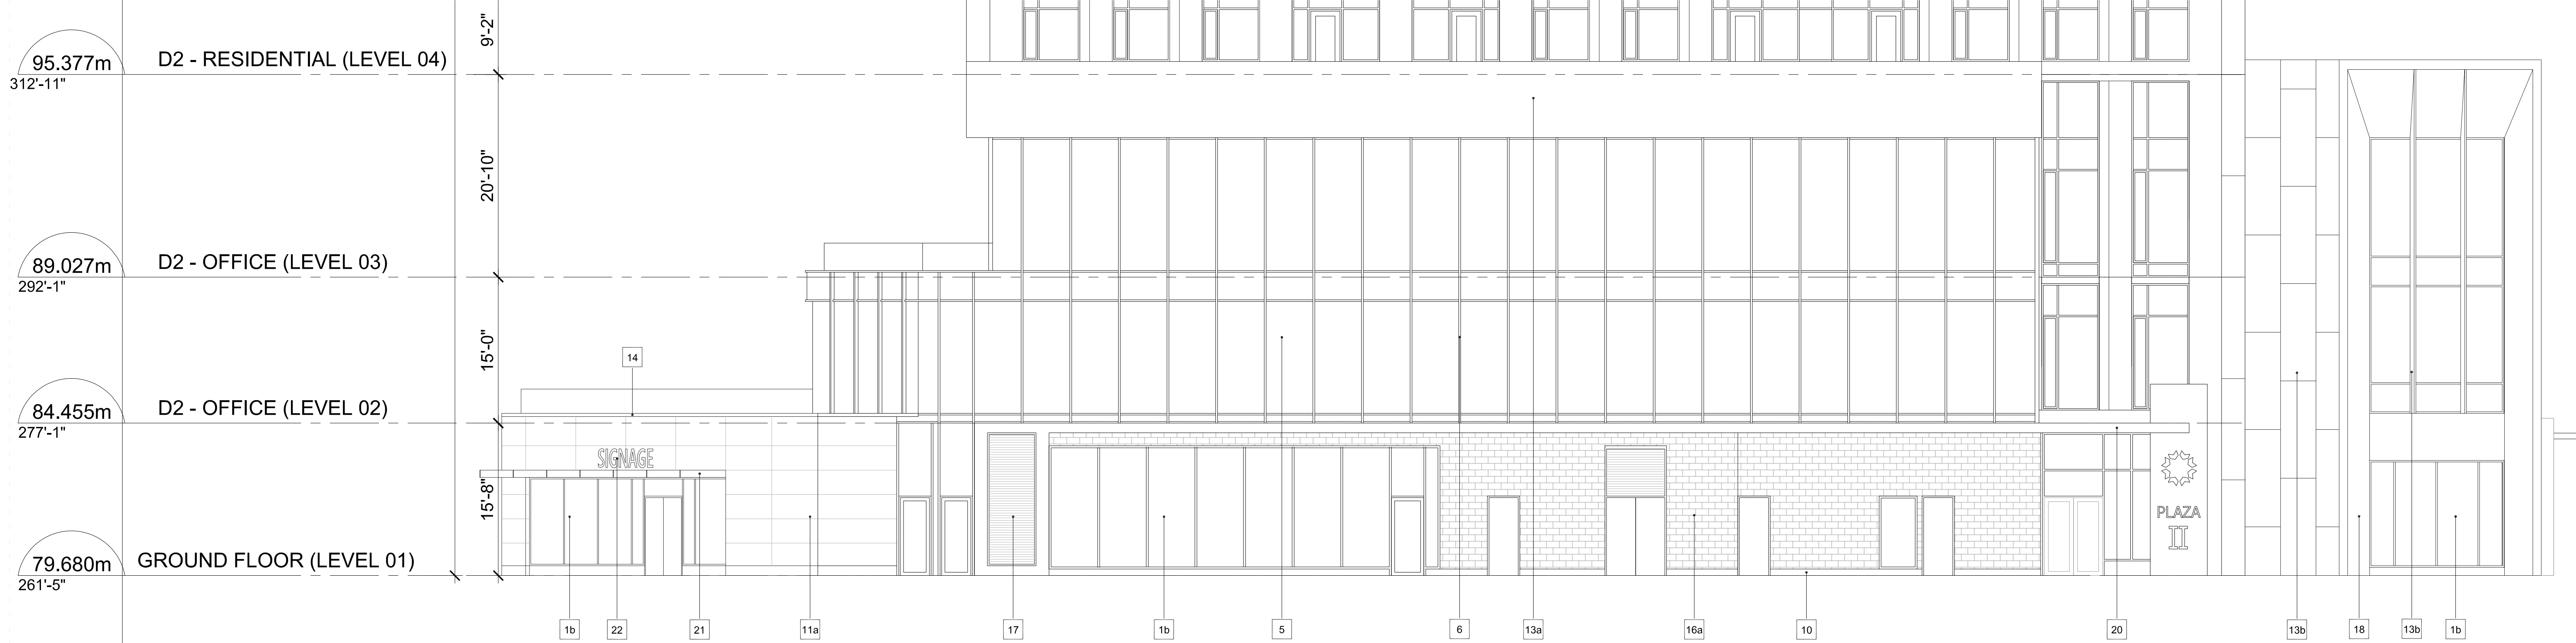 9'-2"
95.377m D2 - RESIDENTIAL (LEVEL 04)
312'-11"
20'-10"
89.027m D2 - OFFICE (LEVEL 03)
292'-1"
15'-0"
14
84.455m D2 - OFFICE (LEVEL 02)
277'-1"
SIGNAGE
15'-8"
PLAZA
II
79.680m GROUND FLOOR (LEVEL 01)
261'-5"
1b 22 21 11a 17 1b 5 6 13a 16a 10 20 13b 18 13b 1b